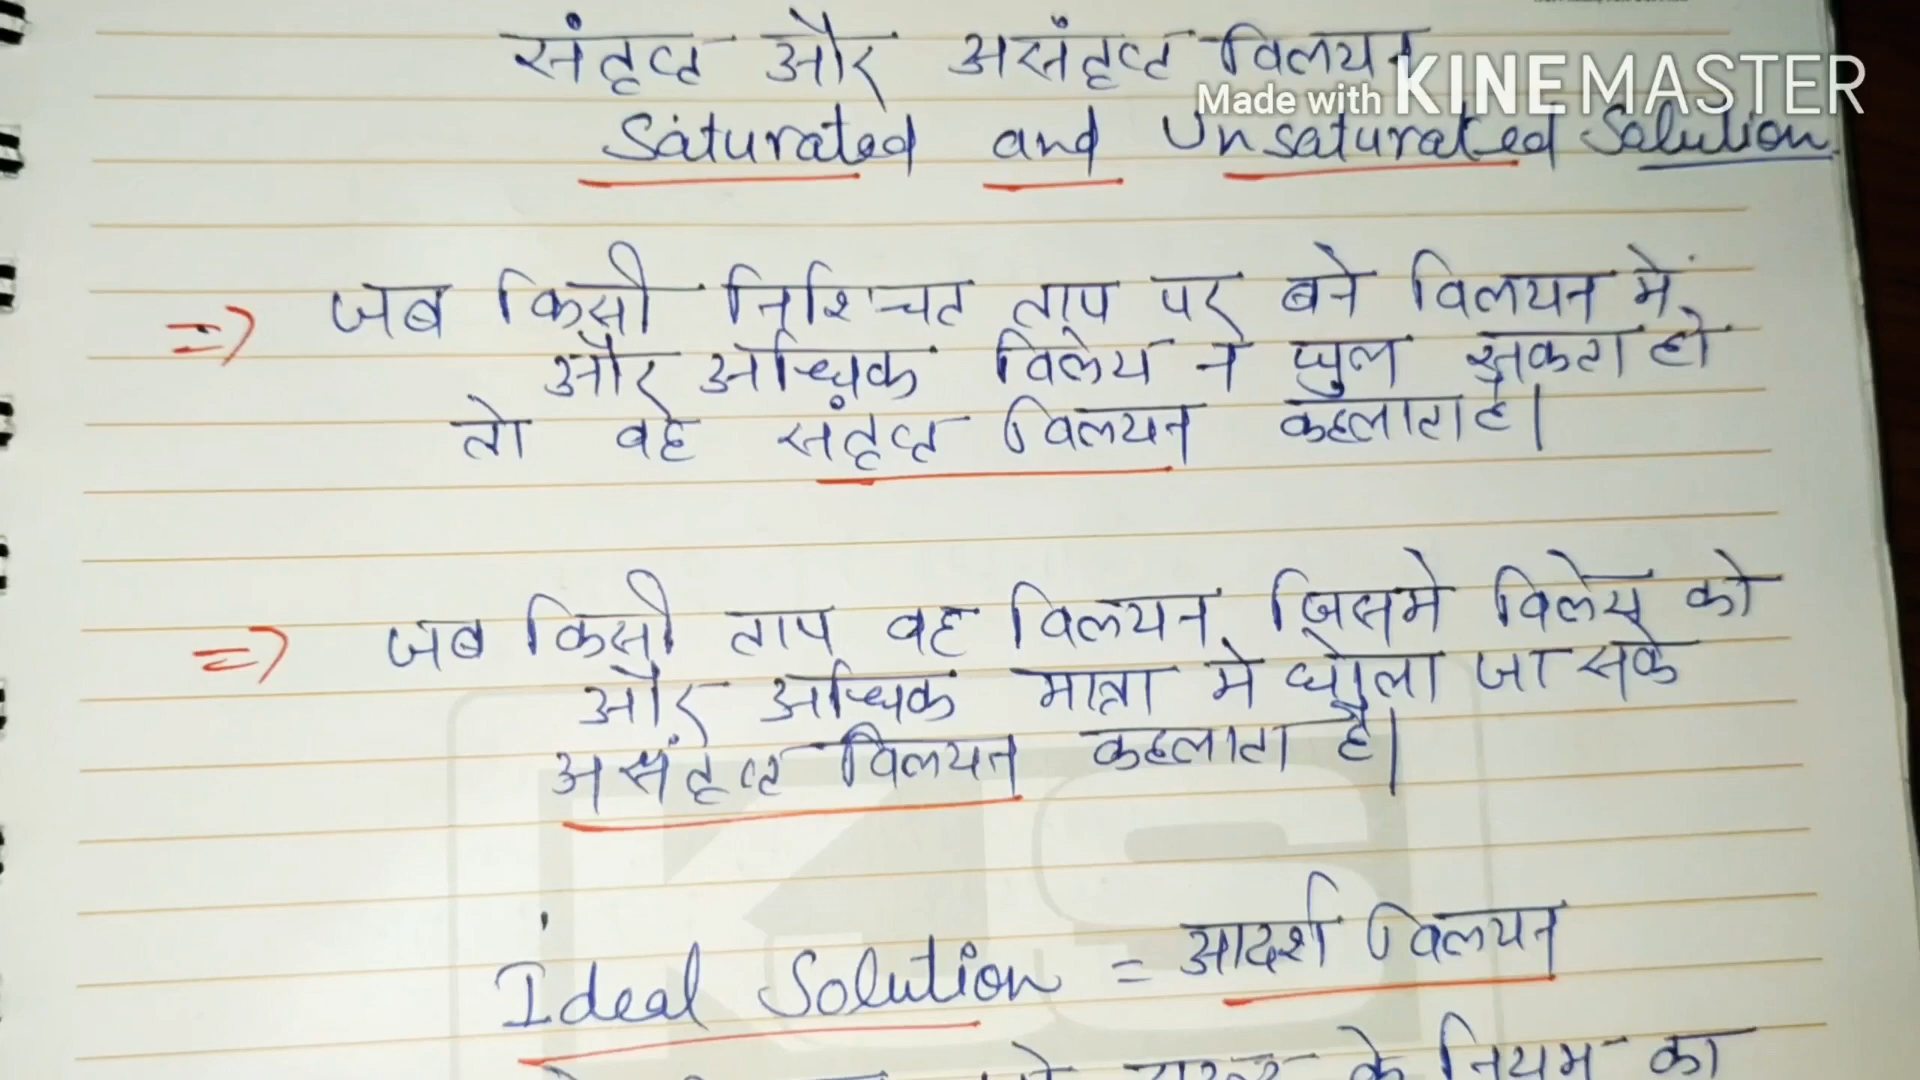 संतृप्त और असंतृप्त विलयन
Made with KINEMASTER
Saturated and Unsaturated Solution
=> जब किसी निश्चित ताप पर बने विलयन में
और अधिक विलेय न घुल सकता हो
तो वह संतृप्त विलयन कहलाता है।
=> जब किसी ताप वह विलयन जिसमे विलेय को
और अधिक मात्रा मे घोला जा सके
असंतृप्त विलयन कहलाता है।
Ideal Solution = आदर्श विलयन
के नियम का